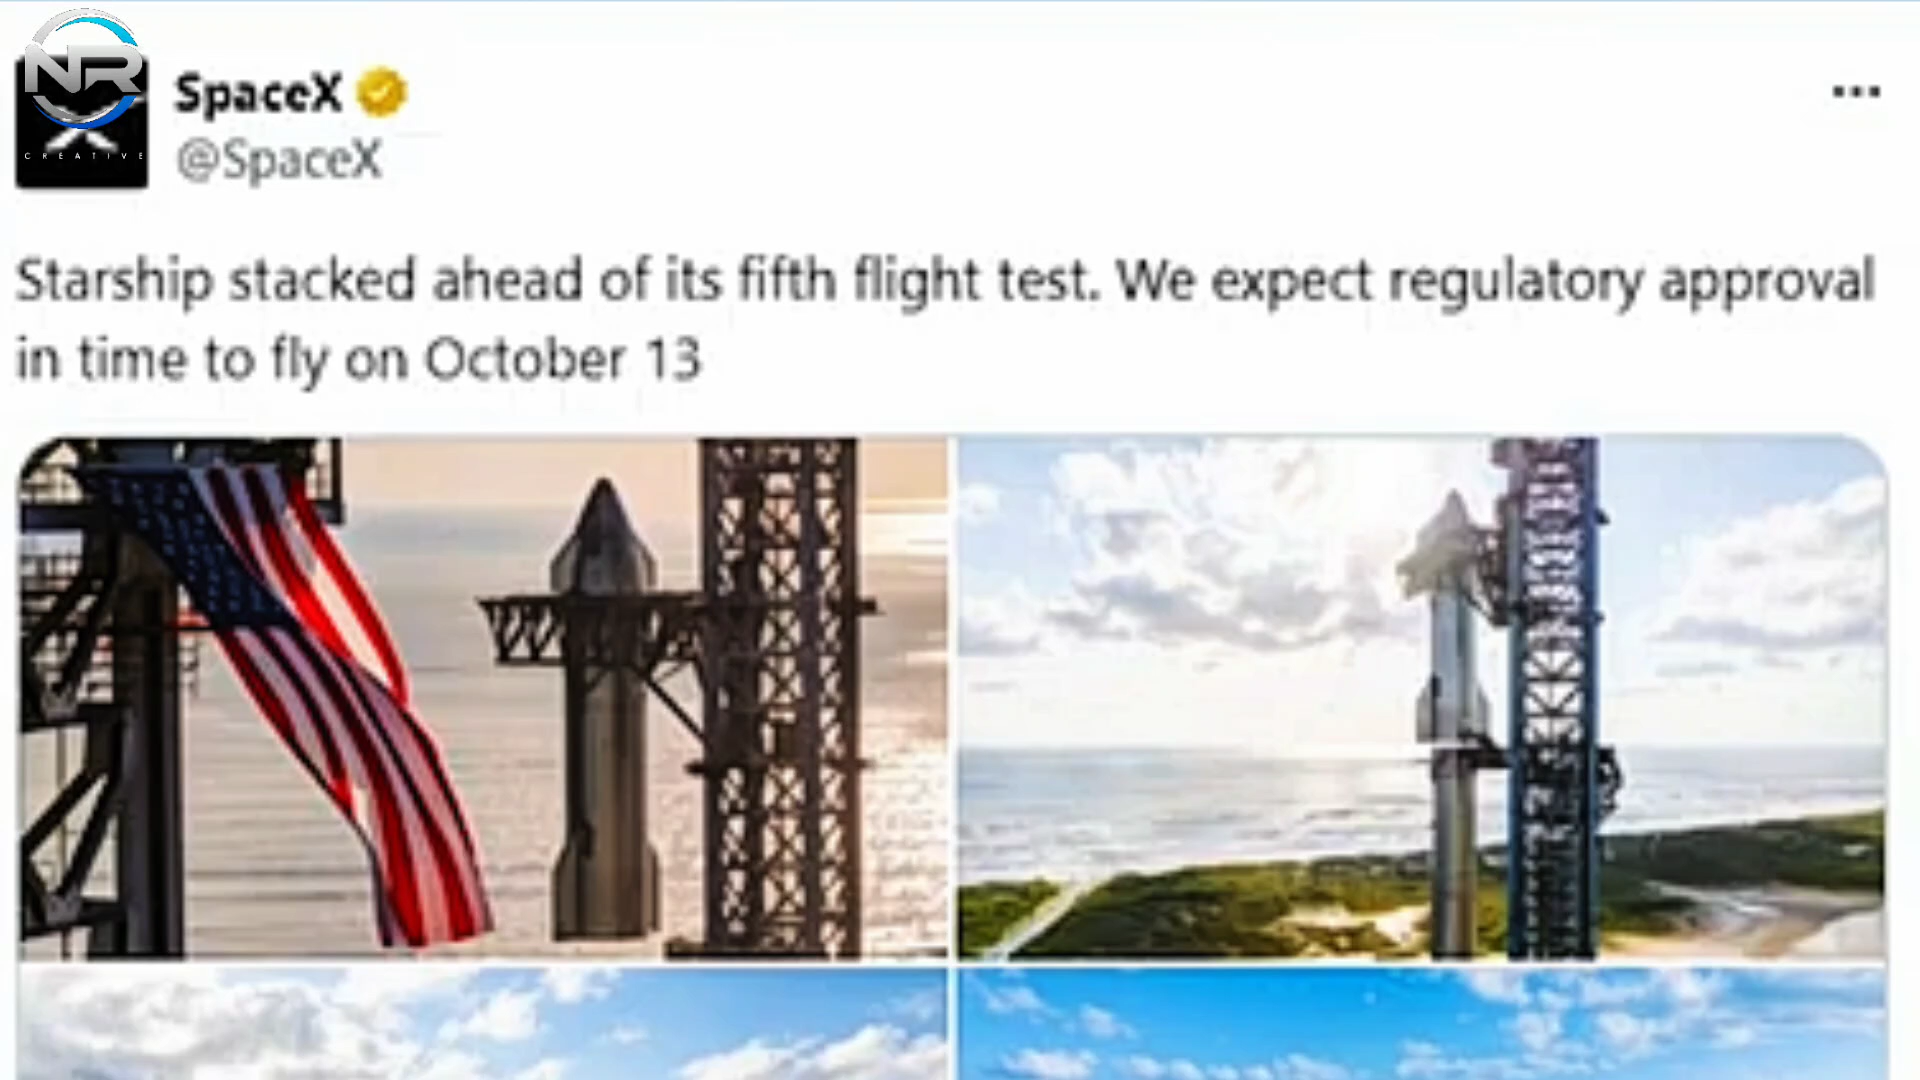 NR
CREATIVE
SpaceX
@SpaceX
Starship stacked ahead of its fifth flight test. We expect regulatory approval
in time to fly on October 13